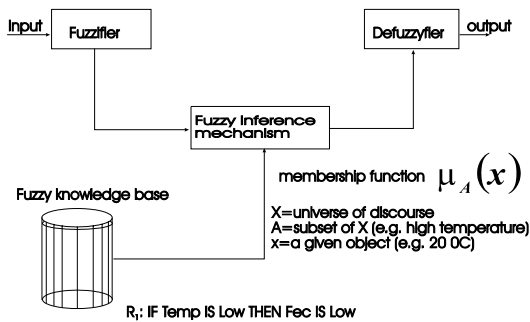 input
Fuzzifier
Defuzzyfier
output
Fuzzy inference
mechanism
membership function μ_A(x)
Fuzzy knowledge base
X=universe of discourse
A=subset of X (e.g. high temperature)
x=a given object (e.g. 20 0C)
R₁: IF Temp IS Low THEN Fec IS Low